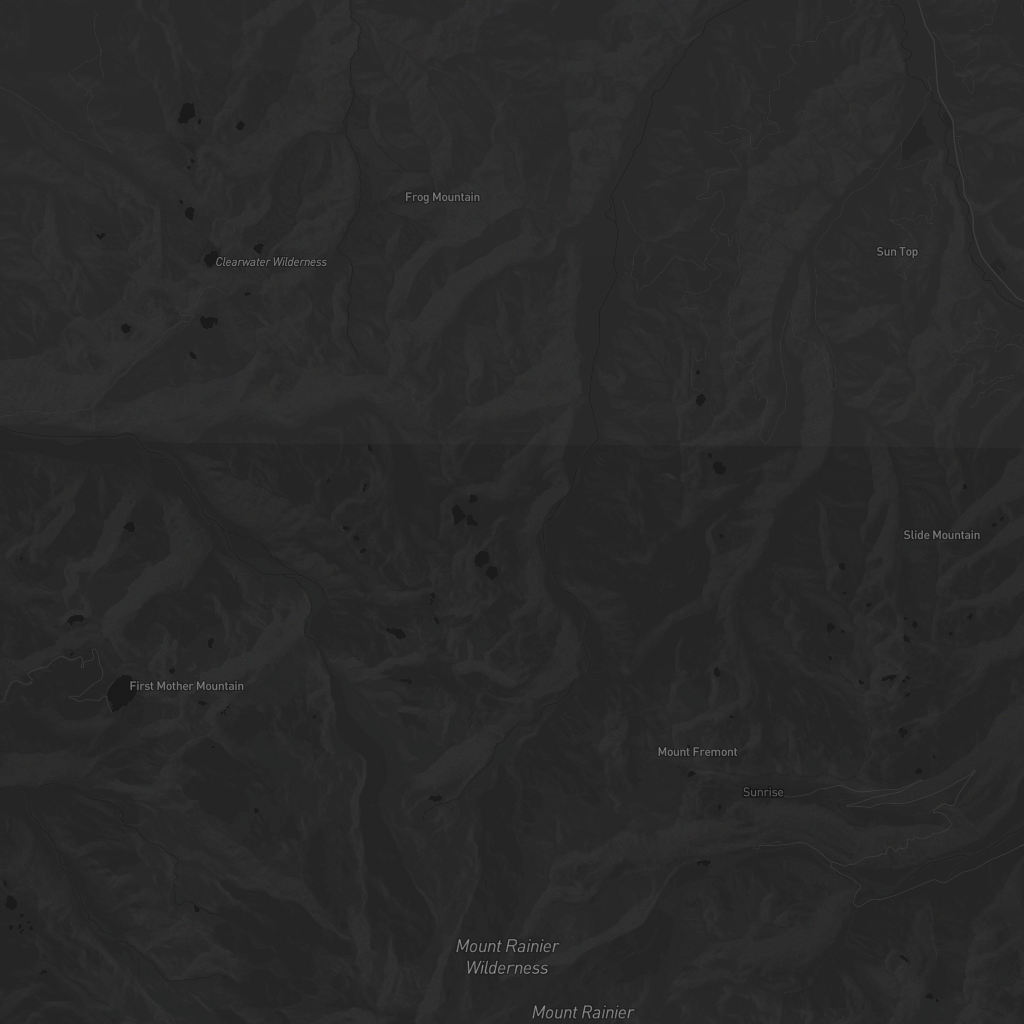 Frog Mountain
Sun Top
Clearwater Wilderness
Slide Mountain
First Mother Mountain
Mount Fremont
Sunrise
Mount Rainier
Wilderness
Mount Rainier